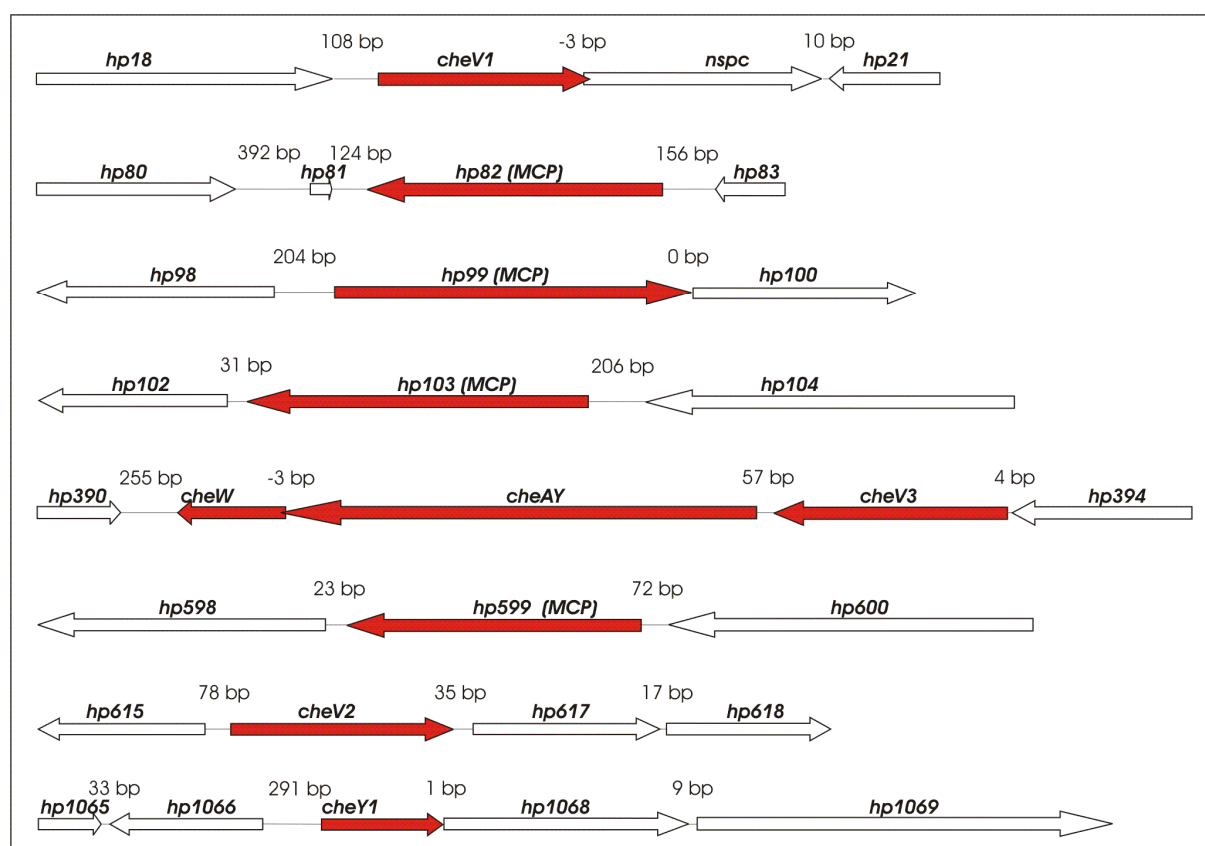 108 bp -3 bp 10 bp
hp18 cheV1 nspc hp21
392 bp 124 bp 156 bp
hp80 hp81 hp82 (MCP) hp83
204 bp 0 bp
hp98 hp99 (MCP) hp100
31 bp 206 bp
hp102 hp103 (MCP) hp104
255 bp -3 bp 57 bp 4 bp
hp390 cheW cheAY cheV3 hp394
23 bp 72 bp
hp598 hp599 (MCP) hp600
78 bp 35 bp 17 bp
hp615 cheV2 hp617 hp618
33 bp 291 bp 1 bp 9 bp
hp1065 hp1066 cheY1 hp1068 hp1069